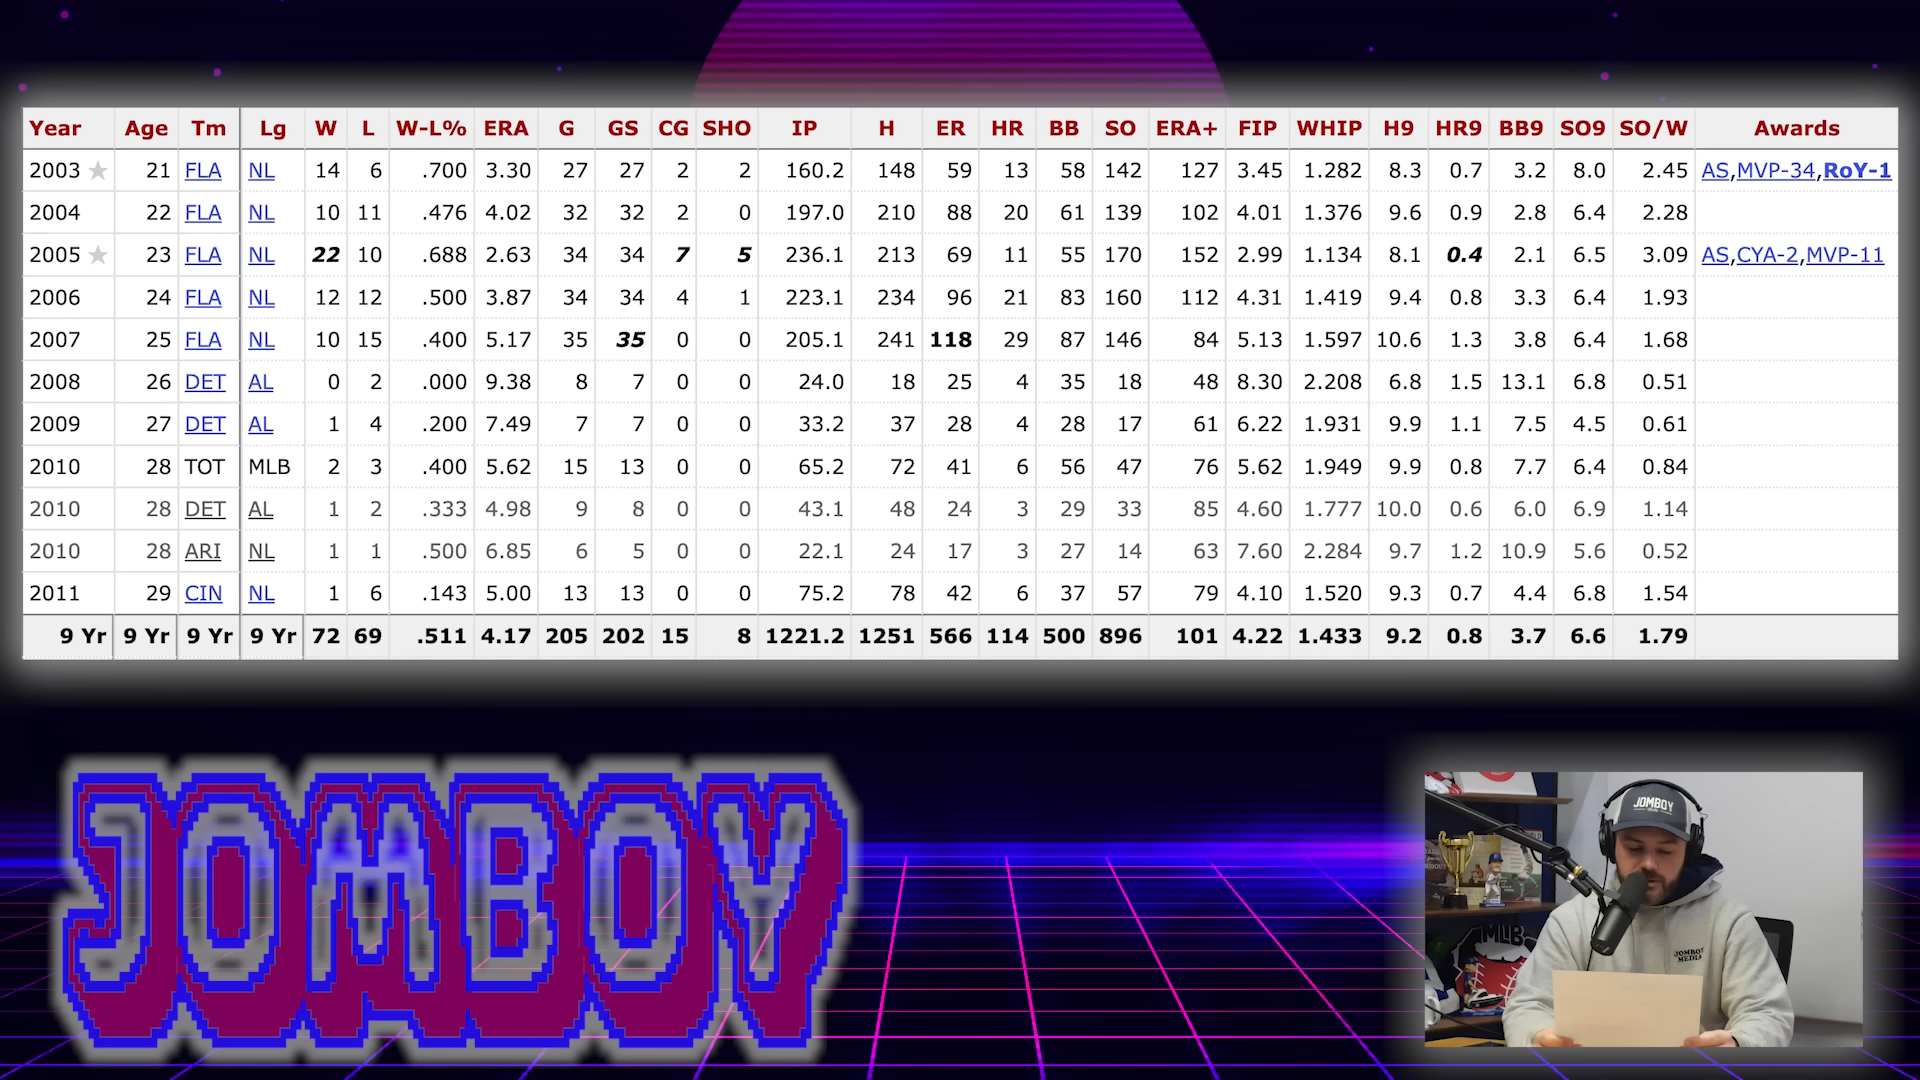 Year Age Tm Lg W L W-L% ERA G GS CG SHO IP H ER HR BB SO ERA+ FIP WHIP H9 HR9 BB9 SO9 SO/W Awards
2003 ★ 21 FLA NL 14 6 .700 3.30 27 27 2 2 160.2 148 59 13 58 142 127 3.45 1.282 8.3 0.7 3.2 8.0 2.45 AS,MVP-34,RoY-1
2004 22 FLA NL 10 11 .476 4.02 32 32 2 0 197.0 210 88 20 61 139 102 4.01 1.376 9.6 0.9 2.8 6.4 2.28
2005 ★ 23 FLA NL 22 10 .688 2.63 34 34 7 5 236.1 213 69 11 55 170 152 2.99 1.134 8.1 0.4 2.1 6.5 3.09 AS,CYA-2,MVP-11
2006 24 FLA NL 12 12 .500 3.87 34 34 4 1 223.1 234 96 21 83 160 112 4.31 1.419 9.4 0.8 3.3 6.4 1.93
2007 25 FLA NL 10 15 .400 5.17 35 35 0 0 205.1 241 118 29 87 146 84 5.13 1.597 10.6 1.3 3.8 6.4 1.68
2008 26 DET AL 0 2 .000 9.38 8 7 0 0 24.0 18 25 4 35 18 48 8.30 2.208 6.8 1.5 13.1 6.8 0.51
2009 27 DET AL 1 4 .200 7.49 7 7 0 0 33.2 37 28 4 28 17 61 6.22 1.931 9.9 1.1 7.5 4.5 0.61
2010 28 TOT MLB 2 3 .400 5.62 15 13 0 0 65.2 72 41 6 56 47 76 5.62 1.949 9.9 0.8 7.7 6.4 0.84
2010 28 DET AL 1 2 .333 4.98 9 8 0 0 43.1 48 24 3 29 33 85 4.60 1.777 10.0 0.6 6.0 6.9 1.14
2010 28 ARI NL 1 1 .500 6.85 6 5 0 0 22.1 24 17 3 27 14 63 7.60 2.284 9.7 1.2 10.9 5.6 0.52
2011 29 CIN NL 1 6 .143 5.00 13 13 0 0 75.2 78 42 6 37 57 79 4.10 1.520 9.3 0.7 4.4 6.8 1.54
9 Yr 9 Yr 9 Yr 9 Yr 72 69 .511 4.17 205 202 15 8 1221.2 1251 566 114 500 896 101 4.22 1.433 9.2 0.8 3.7 6.6 1.79
JOMBOY
JOMBOY
MLB
JOMBOY
MEDIA